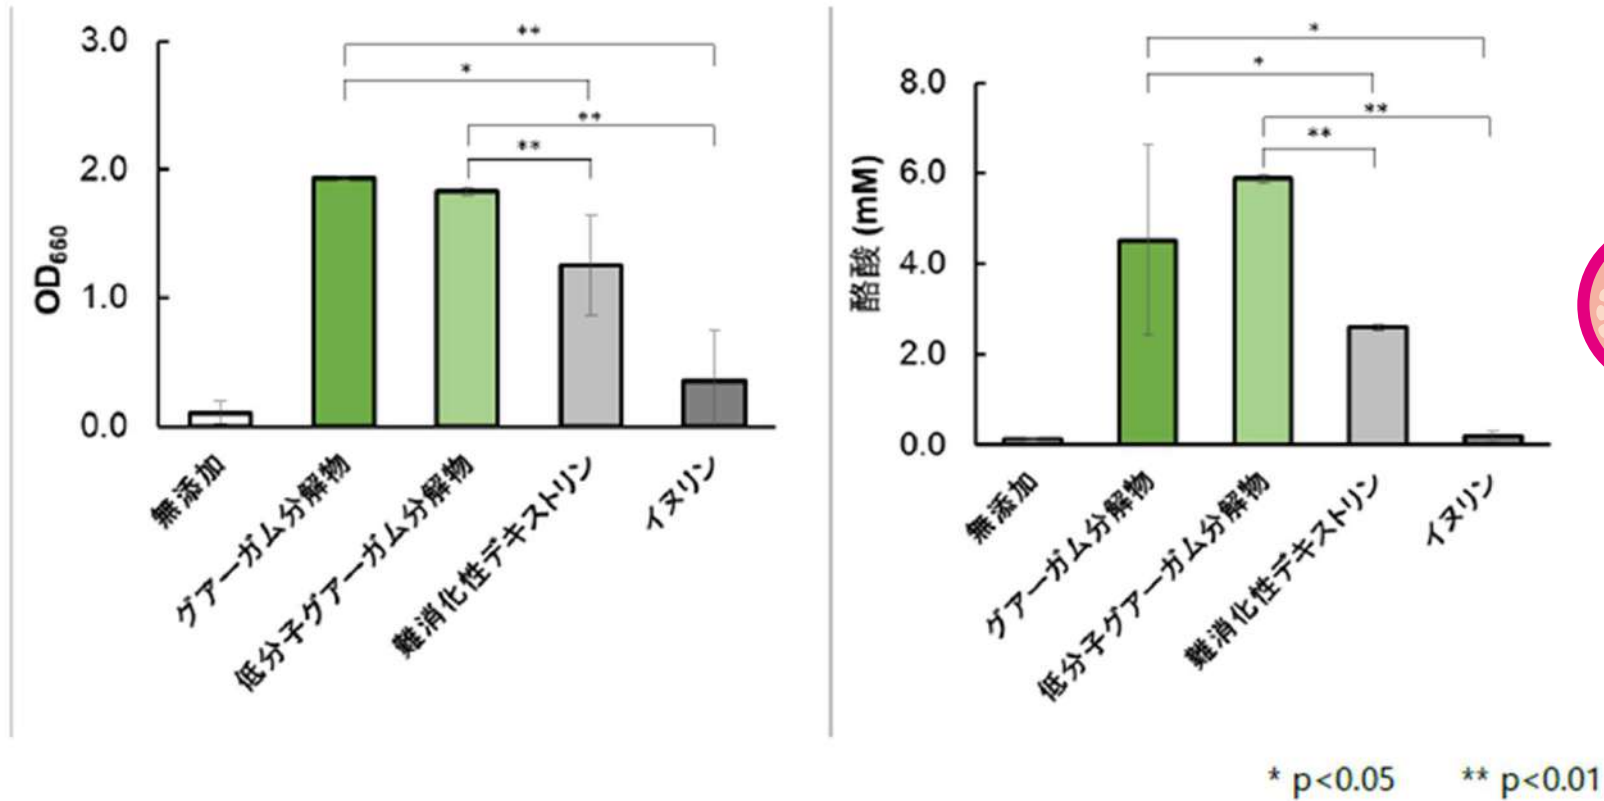 3.0
2.0
1.0
0.0
OD660
**
*
**
**
無添加
グアーガム分解物
低分子グアーガム分解物
難消化性デキストリン
イヌリン
8.0
6.0
4.0
2.0
0.0
酪酸 (mM)
*
*
**
**
無添加
グアーガム分解物
低分子グアーガム分解物
難消化性デキストリン
イヌリン
* p<0.05 ** p<0.01